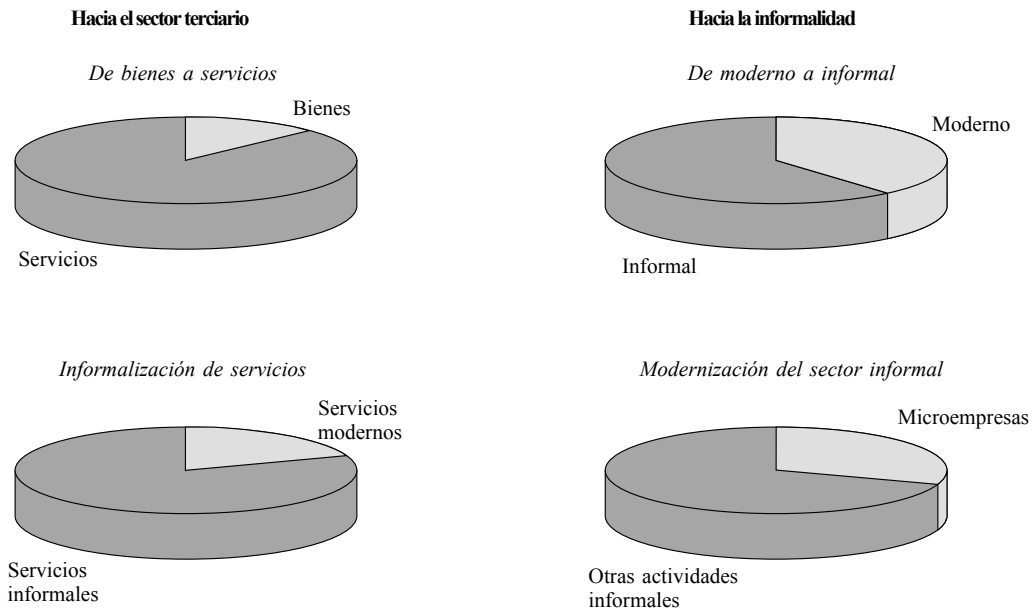 Hacia el sector terciario
Hacia la informalidad
De bienes a servicios
De moderno a informal
Bienes
Moderno
Servicios
Informal
Informalización de servicios
Modernización del sector informal
Servicios
modernos
Microempresas
Servicios
informales
Otras actividades
informales